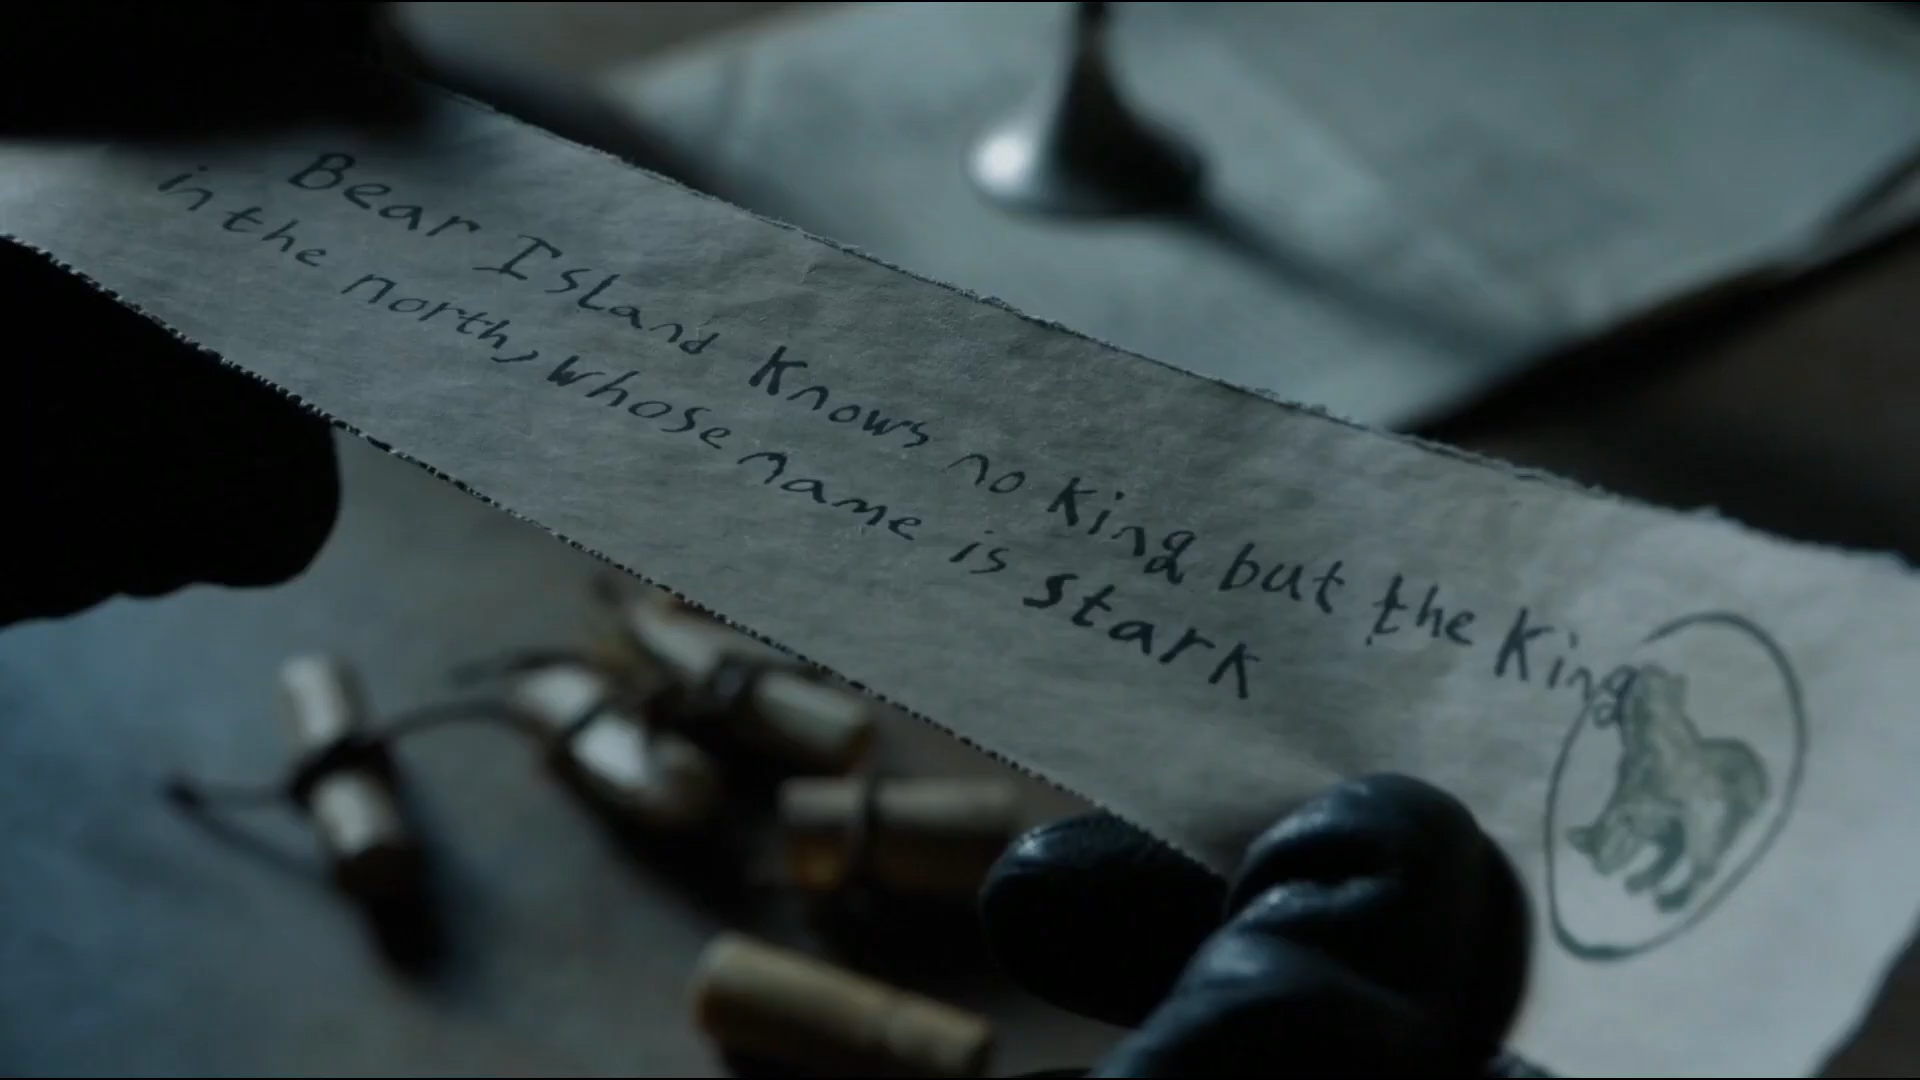 Bear Island Knows no King but the King
in the north, whose name is stark